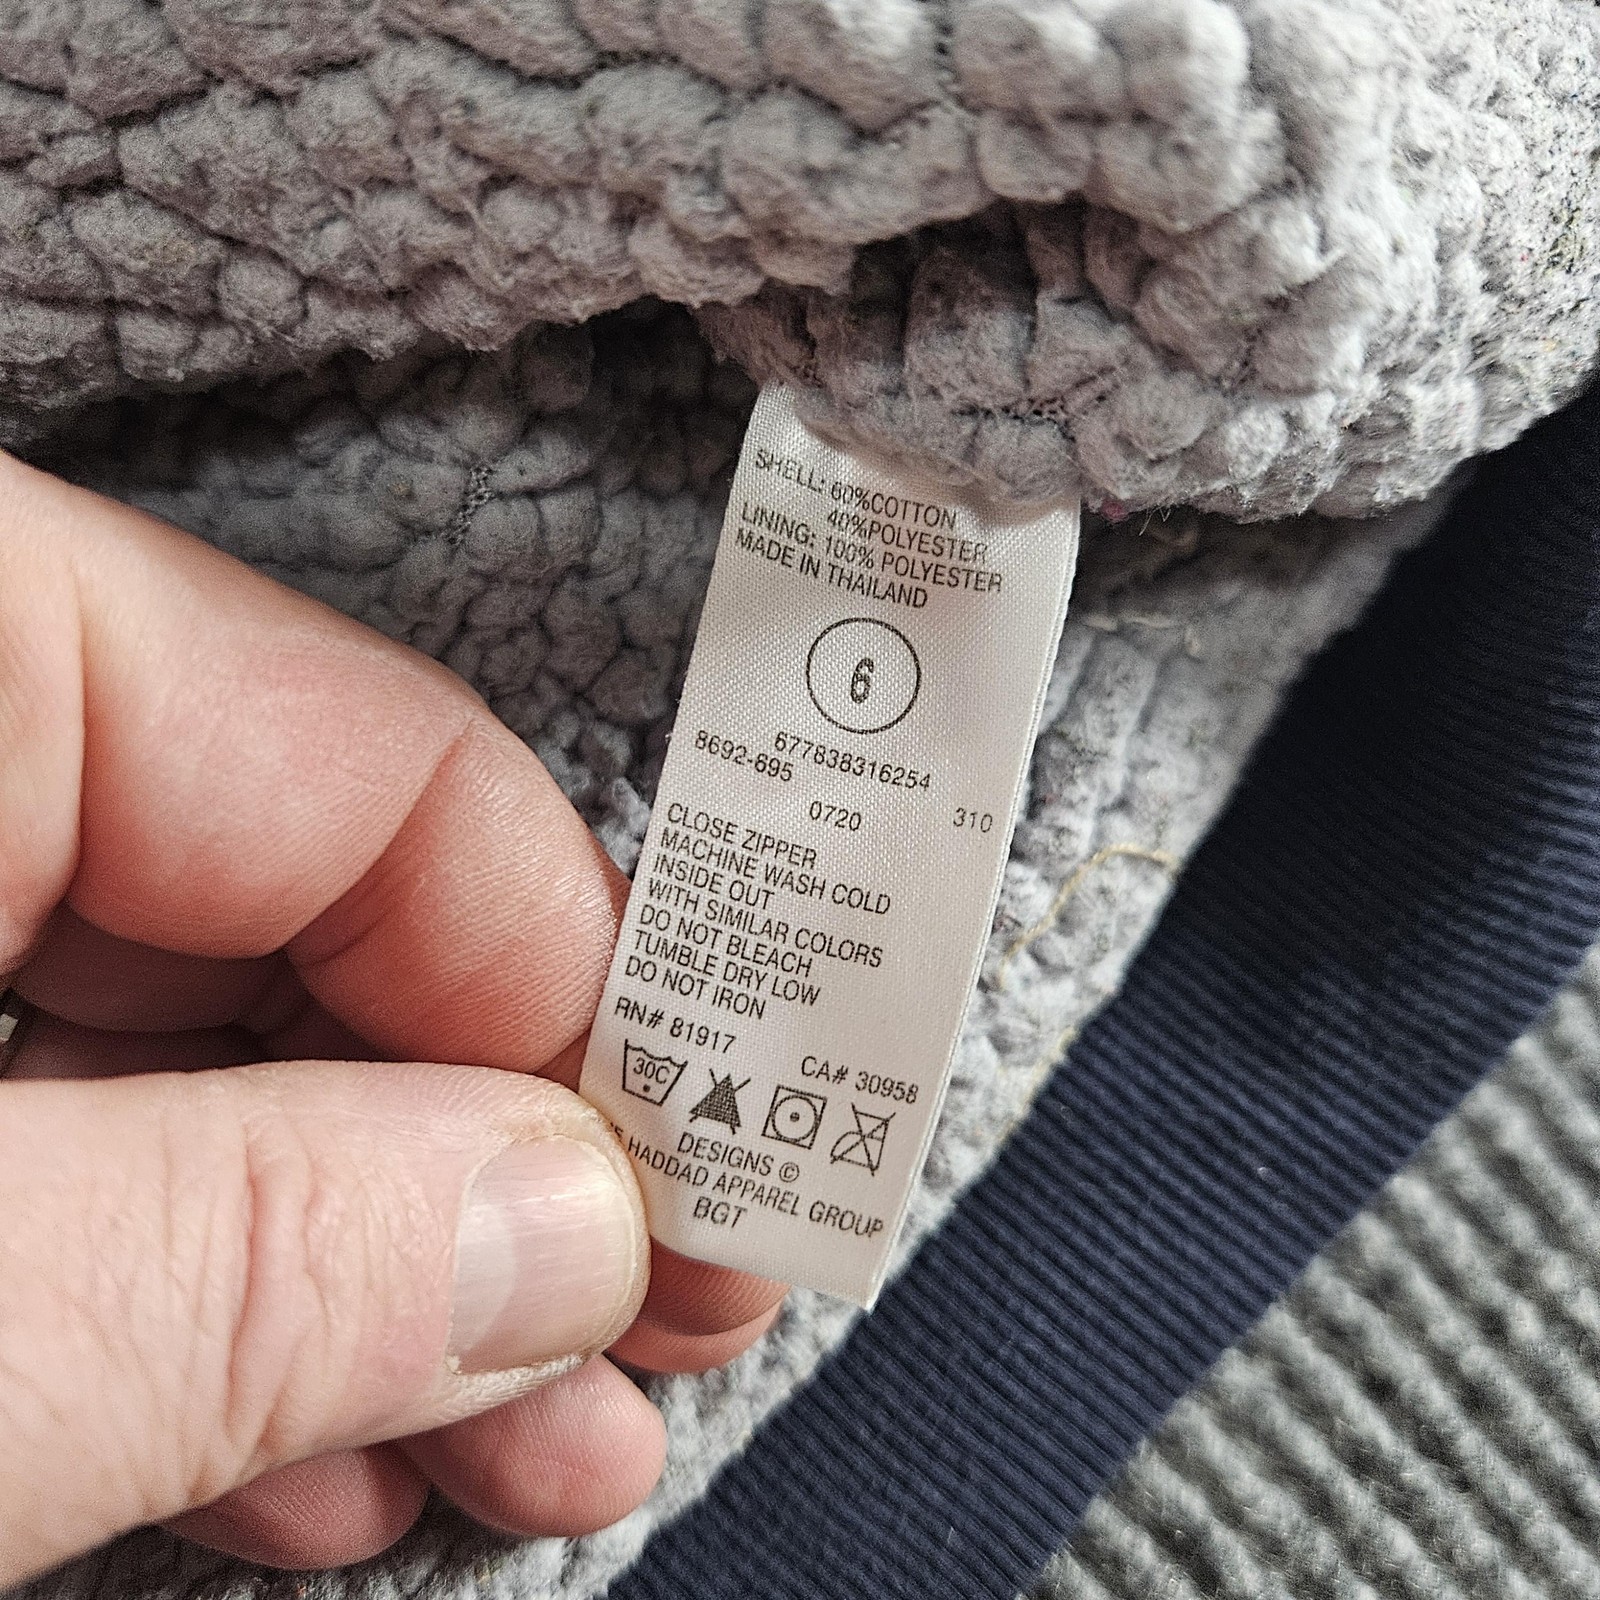 SHELL: 60%COTTON
40%POLYESTER
LINING: 100% POLYESTER
MADE IN THAILAND
6
677838316254
8692-695
0720 310
CLOSE ZIPPER
MACHINE WASH COLD
INSIDE OUT
WITH SIMILAR COLORS
DO NOT BLEACH
TUMBLE DRY LOW
DO NOT IRON
RN# 81917
CA# 30958
30C
DESIGNS ©
HADDAD APPAREL GROUP
BGT